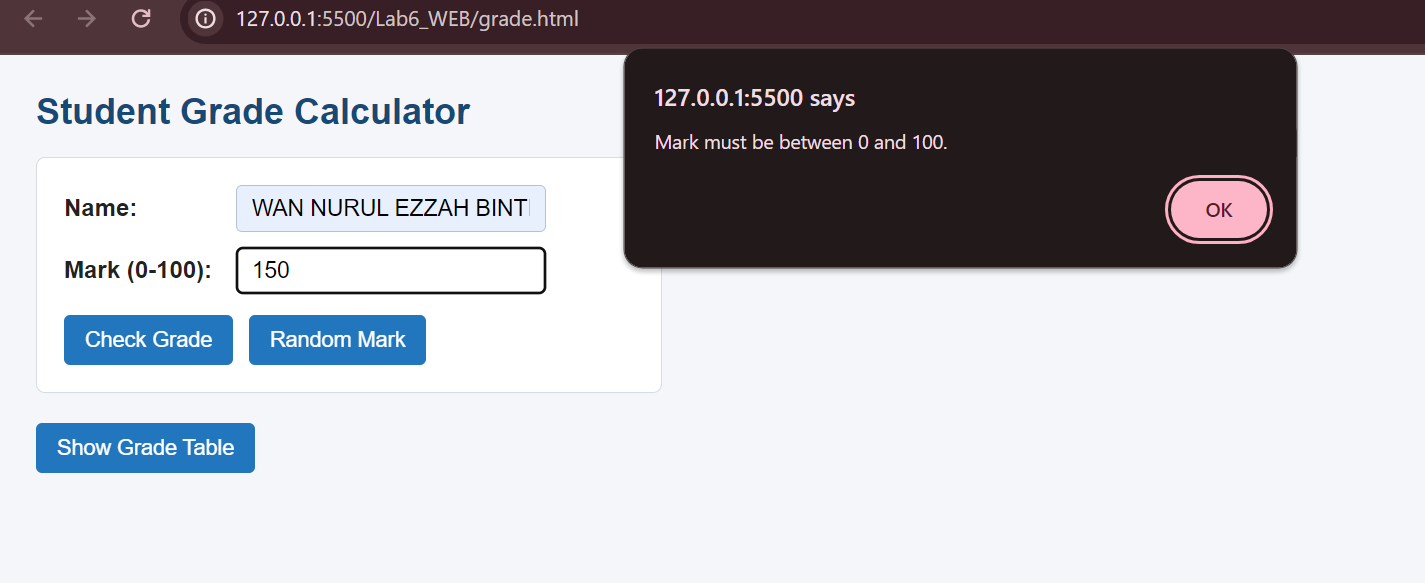 127.0.0.1:5500/Lab6_WEB/grade.html
127.0.0.1:5500 says
Mark must be between 0 and 100.
OK
Student Grade Calculator
Name: WAN NURUL EZZAH BINT
Mark (0-100): 150
Check Grade Random Mark
Show Grade Table